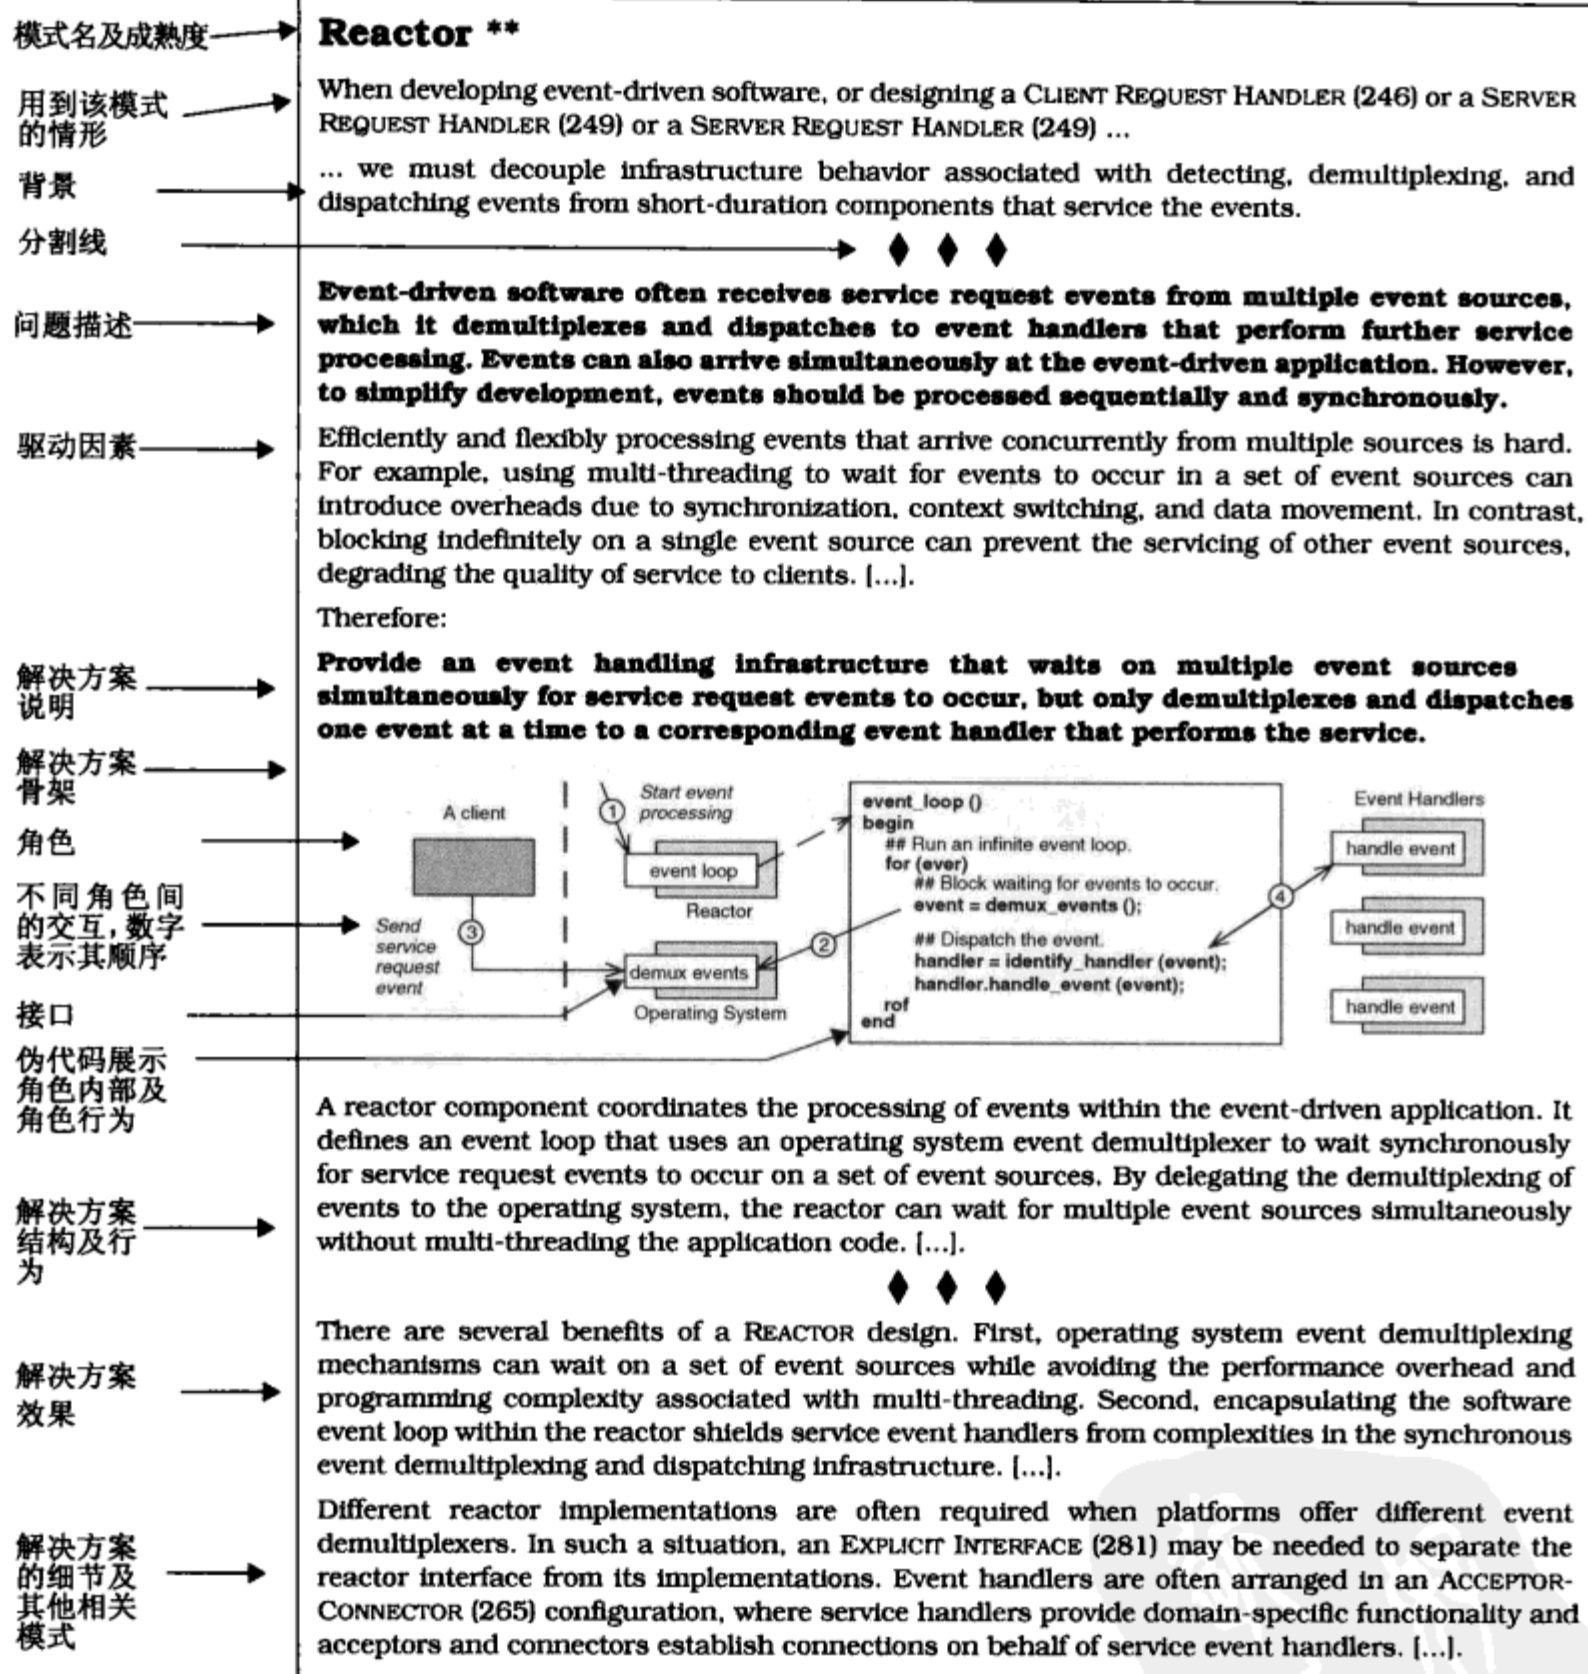 模式名及成熟度
Reactor **
用到该模式
的情形
When developing event-driven software, or designing a CLIENT REQUEST HANDLER (246) or a SERVER
REQUEST HANDLER (249) or a SERVER REQUEST HANDLER (249) ...
背景
... we must decouple infrastructure behavior associated with detecting, demultiplexing, and
dispatching events from short-duration components that service the events.
分割线
问题描述
Event-driven software often receives service request events from multiple event sources,
which it demultiplexes and dispatches to event handlers that perform further service
processing. Events can also arrive simultaneously at the event-driven application. However,
to simplify development, events should be processed sequentially and synchronously.
驱动因素
Efficiently and flexibly processing events that arrive concurrently from multiple sources is hard.
For example, using multi-threading to wait for events to occur in a set of event sources can
introduce overheads due to synchronization, context switching, and data movement. In contrast,
blocking indefinitely on a single event source can prevent the servicing of other event sources,
degrading the quality of service to clients. [...].
Therefore:
解决方案
说明
Provide an event handling infrastructure that waits on multiple event sources
simultaneously for service request events to occur, but only demultiplexes and dispatches
one event at a time to a corresponding event handler that performs the service.
解决方案
骨架
角色
不同角色间
的交互,数字
表示其顺序
接口
伪代码展示
角色内部及
角色行为
A client
Send
service
request
event
3
1
Start event
processing
event loop
Reactor
2
demux events
Operating System
event_loop ()
begin
## Run an infinite event loop.
for (ever)
## Block waiting for events to occur.
event = demux_events ();
## Dispatch the event.
handler = identify_handler (event);
handler.handle_event (event);
rof
end
4
Event Handlers
handle event
handle event
handle event
A reactor component coordinates the processing of events within the event-driven application. It
defines an event loop that uses an operating system event demultiplexer to wait synchronously
for service request events to occur on a set of event sources. By delegating the demultiplexing of
events to the operating system, the reactor can wait for multiple event sources simultaneously
without multi-threading the application code. [...].
解决方案
结构及行
为
There are several benefits of a REACTOR design. First, operating system event demultiplexing
mechanisms can wait on a set of event sources while avoiding the performance overhead and
programming complexity associated with multi-threading. Second, encapsulating the software
event loop within the reactor shields service event handlers from complexities in the synchronous
event demultiplexing and dispatching infrastructure. [...].
解决方案
效果
Different reactor implementations are often required when platforms offer different event
demultiplexers. In such a situation, an EXPLICIT INTERFACE (281) may be needed to separate the
reactor interface from its implementations. Event handlers are often arranged in an ACCEPTOR-
CONNECTOR (265) configuration, where service handlers provide domain-specific functionality and
acceptors and connectors establish connections on behalf of service event handlers. [...].
解决方案
的细节及
其他相关
模式